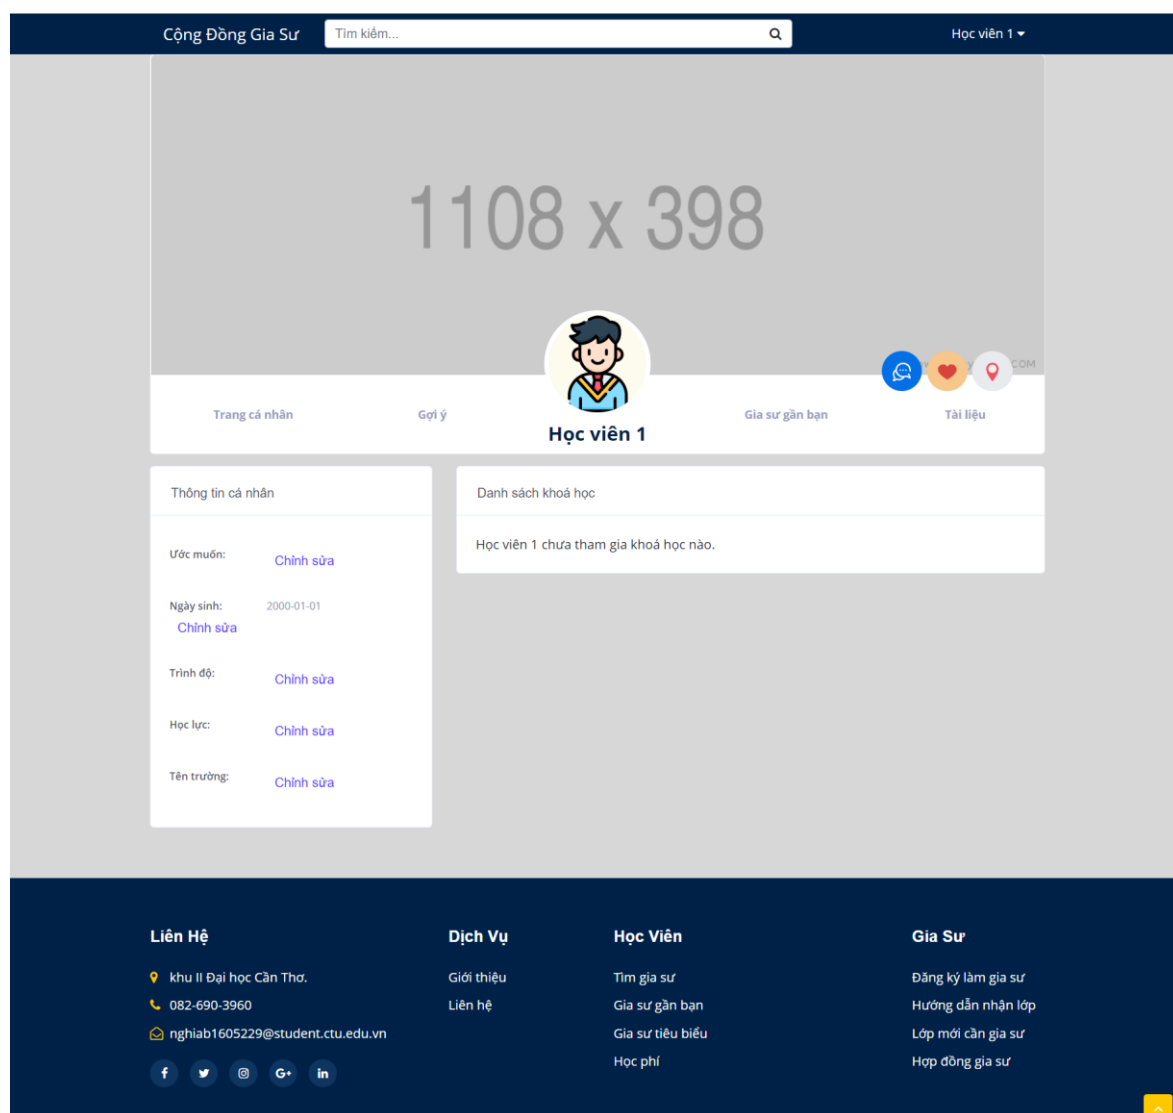 Cộng Đồng Gia Sư Tìm kiếm... Học viên 1
1108 x 398
COM
Trang cá nhân Gợi ý Gia sư gần bạn Tài liệu
Học viên 1
Thông tin cá nhân
Ước muốn: Chỉnh sửa
Ngày sinh: 2000-01-01
Chỉnh sửa
Trình độ: Chỉnh sửa
Học lực: Chỉnh sửa
Tên trường: Chỉnh sửa
Danh sách khoá học
Học viên 1 chưa tham gia khoá học nào.
Liên Hệ
khu II Đại học Cần Thơ.
082-690-3960
nghiab1605229@student.ctu.edu.vn
Dịch Vụ
Giới thiệu
Liên hệ
Học Viên
Tìm gia sư
Gia sư gần bạn
Gia sư tiêu biểu
Học phí
Gia Sư
Đăng ký làm gia sư
Hướng dẫn nhận lớp
Lớp mới cần gia sư
Hợp đồng gia sư